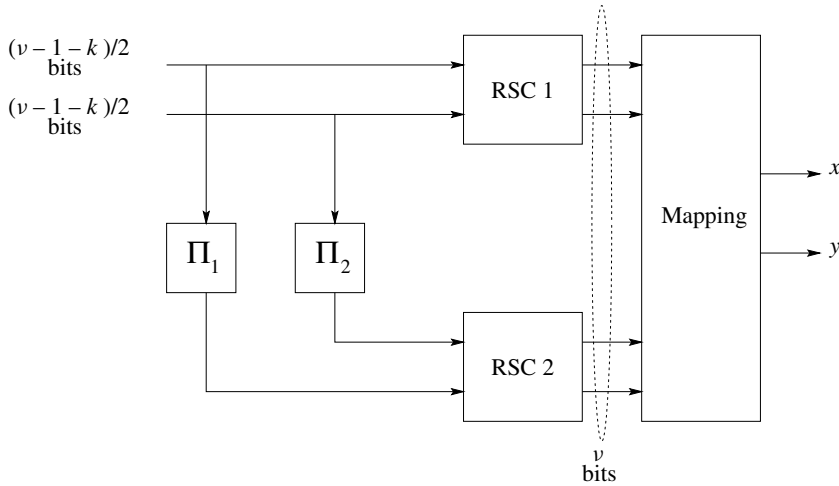 (ν – 1 – k )/2
bits
(ν – 1 – k )/2
bits
RSC 1
Mapping
x
y
Π1
Π2
RSC 2
ν
bits